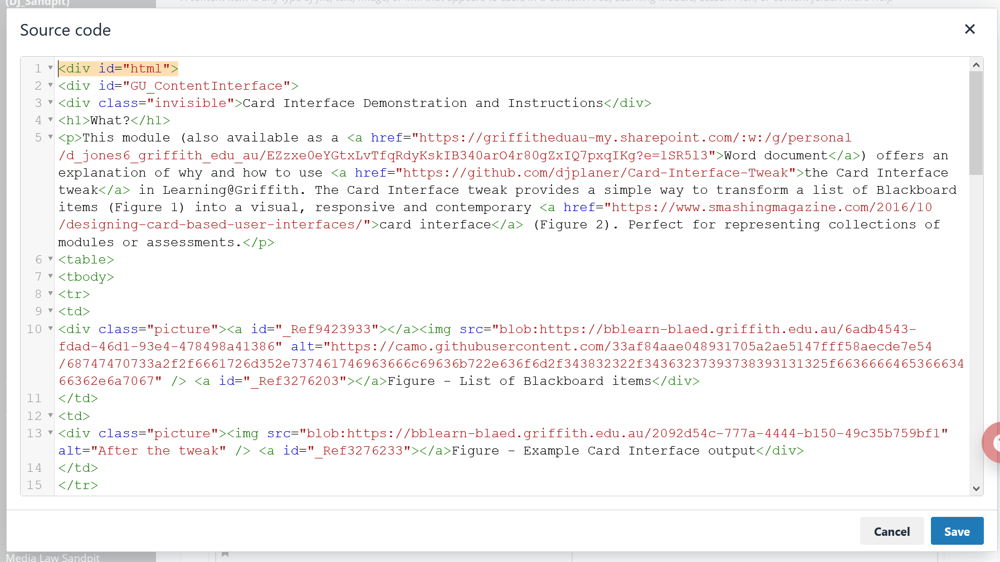 (DJ_Sandpit)
Source code
1 <div id="html">
2 <div id="GU_ContentInterface">
3 <div class="invisible">Card Interface Demonstration and Instructions</div>
4 <h1>What?</h1>
5 <p>This module (also available as a <a href="https://griffitheduau-my.sharepoint.com/:w:/g/personal
/d_jones6_griffith_edu_au/EZzxe0eYGtxLvTfqRdyKskIB340arO4r80gZxIQ7pxqIKg?e=1SR5l3">Word document</a>) offers an
explanation of why and how to use <a href="https://github.com/djplaner/Card-Interface-Tweak">the Card Interface
tweak</a> in Learning@Griffith. The Card Interface tweak provides a simple way to transform a list of Blackboard
items (Figure 1) into a visual, responsive and contemporary <a href="https://www.smashingmagazine.com/2016/10
/designing-card-based-user-interfaces/">card interface</a> (Figure 2). Perfect for representing collections of
modules or assessments.</p>
6 <table>
7 <tbody>
8 <tr>
9 <td>
10 <div class="picture"><a id="_Ref9423933"></a><img src="blob:https://bblearn-blaed.griffith.edu.au/6adb4543-
fdad-46d1-93e4-478498a41386" alt="https://camo.githubusercontent.com/33af84aae048931705a2ae5147fff58aecde7e54
/68747470733a2f2f6661726d352e737461746963666c69636b722e636f6d2f343832322f34363237393738393131325f6636666465366634
66362e6a7067" /> <a id="_Ref3276203"></a>Figure - List of Blackboard items</div>
11 </td>
12 <td>
13 <div class="picture"><img src="blob:https://bblearn-blaed.griffith.edu.au/2092d54c-777a-4444-b150-49c35b759bf1"
alt="After the tweak" /> <a id="_Ref3276233"></a>Figure - Example Card Interface output</div>
14 </td>
15 </tr>
Cancel
Save
Media Law Sandpit